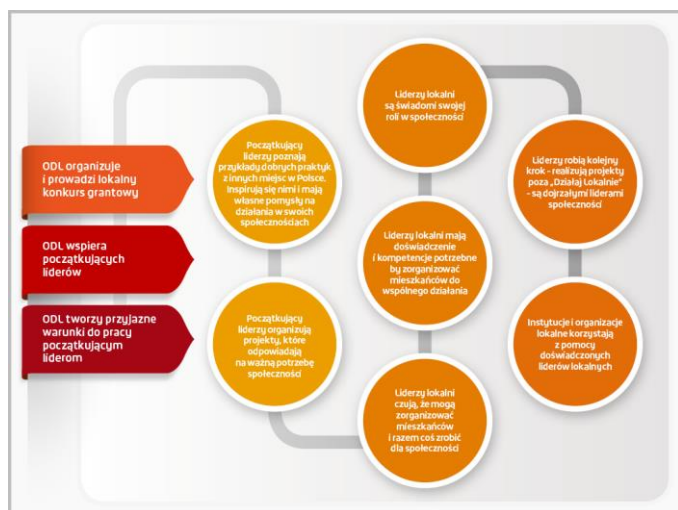 ODL organizuje
i prowadzi lokalny
konkurs grantowy
ODL wspiera
początkujących
liderów
ODL tworzy przyjazne
warunki do pracy
początkującym
liderom
Początkujący
liderzy poznają
przykłady dobrych praktyk
z innych miejsc w Polsce.
Inspirują się nimi i mają
własne pomysły na
działania w swoich
społecznościach
Początkujący
liderzy organizują
projekty, które
odpowiadają
na ważną potrzebę
społeczności
Liderzy lokalni
są świadomi swojej
roli w społeczności
Liderzy lokalni mają
doświadczenie
i kompetencje potrzebne
by zorganizować
mieszkańców do
wspólnego działania
Liderzy lokalni
czują, że mogą
zorganizować
mieszkańców
i razem coś zrobić
dla społeczności
Liderzy robią kolejny
krok - realizują projekty
poza „Działaj Lokalnie"
- są dojrzałymi liderami
społeczności
Instytucje i organizacje
lokalne korzystają
z pomocy
doświadczonych
liderów lokalnych